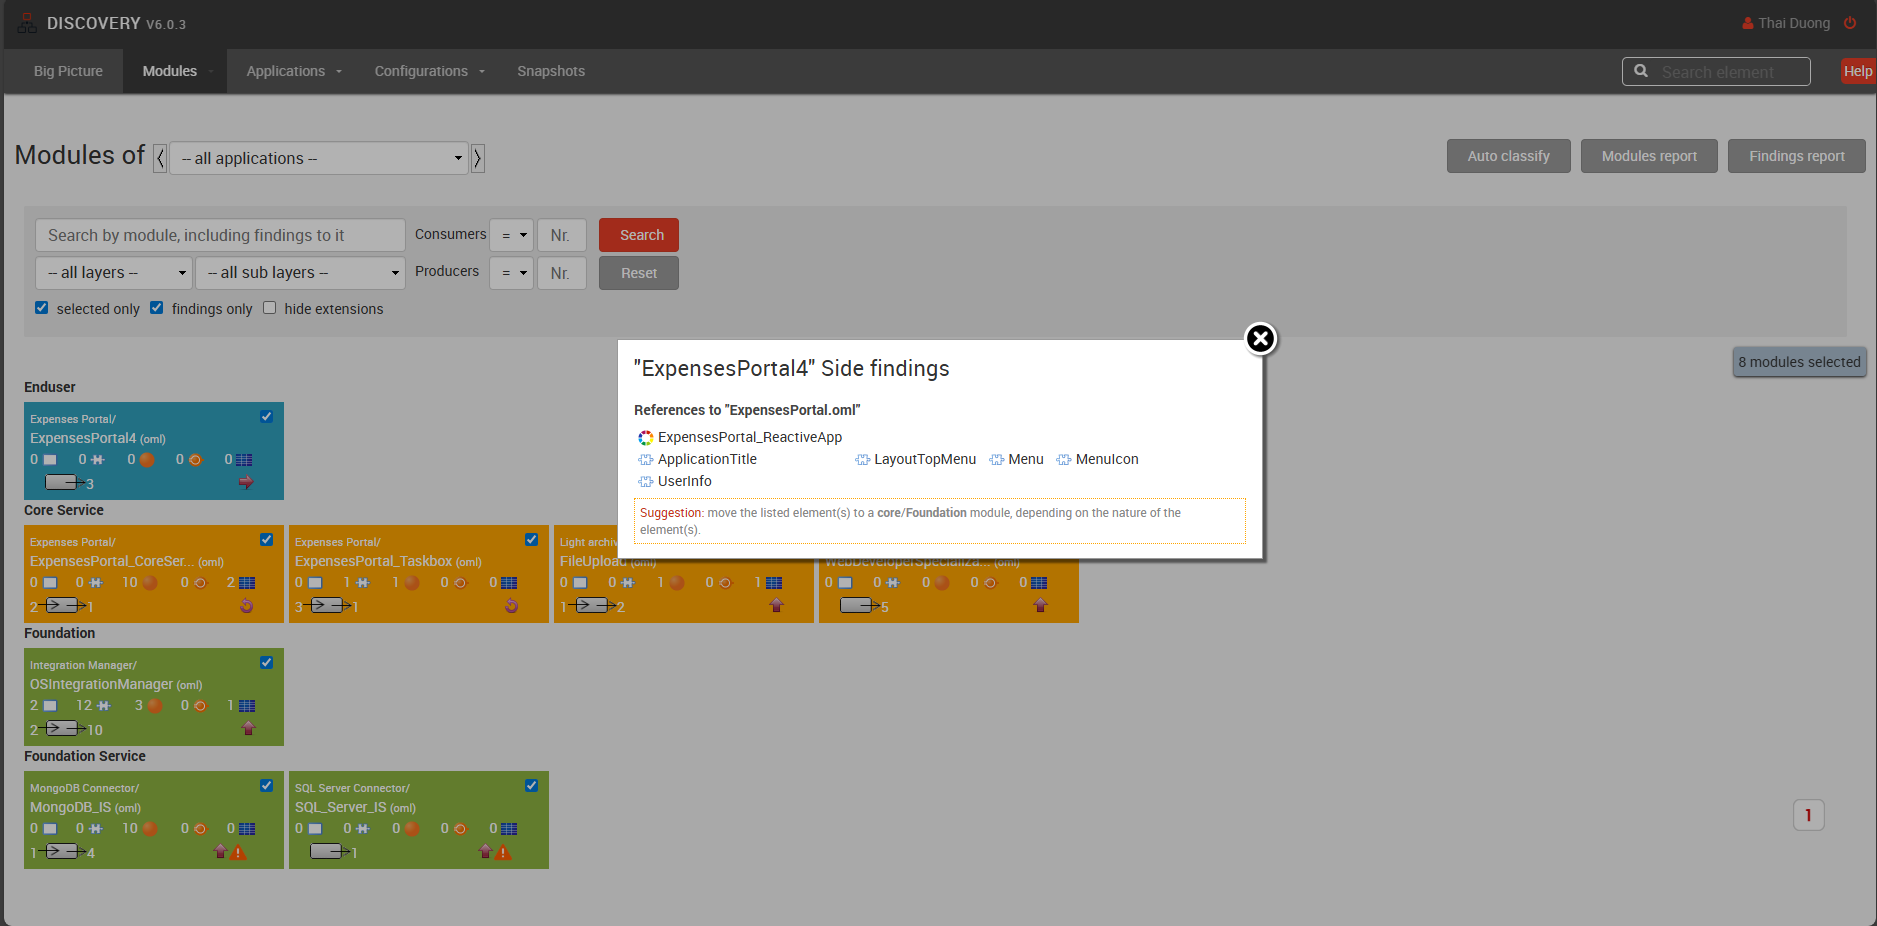 DISCOVERY V6.0.3
Thai Duong
Big Picture
Modules
Applications
Configurations
Snapshots
Search element
Help
Modules of
-- all applications --
Auto classify
Modules report
Findings report
Search by module, including findings to it
Consumers
=
Nr.
Search
-- all layers --
-- all sub layers --
Producers
=
Nr.
Reset
selected only
findings only
hide extensions
8 modules selected
"ExpensesPortal4" Side findings
References to "ExpensesPortal.oml"
ExpensesPortal_ReactiveApp
ApplicationTitle
LayoutTopMenu
Menu
MenuIcon
UserInfo
Suggestion: move the listed element(s) to a core/Foundation module, depending on the nature of the
element(s).
Enduser
Expenses Portal/
ExpensesPortal4 (oml)
0 0 0 0 0
3
Core Service
Expenses Portal/
ExpensesPortal_CoreSer... (oml)
0 0 10 0 2
2 1
Expenses Portal/
ExpensesPortal_Taskbox (oml)
0 1 1 0 0
3 1
Light archiv
FileUpload (oml)
0 0 1 0 1
1 2
WebDeveloperSpecializa... (oml)
0 0 0 0 0
5
Foundation
Integration Manager/
OSIntegrationManager (oml)
2 12 3 0 1
2 10
Foundation Service
MongoDB Connector/
MongoDB_IS (oml)
0 0 10 0 0
1 4
SQL Server Connector/
SQL_Server_IS (oml)
0 0 0 0 0
1
1